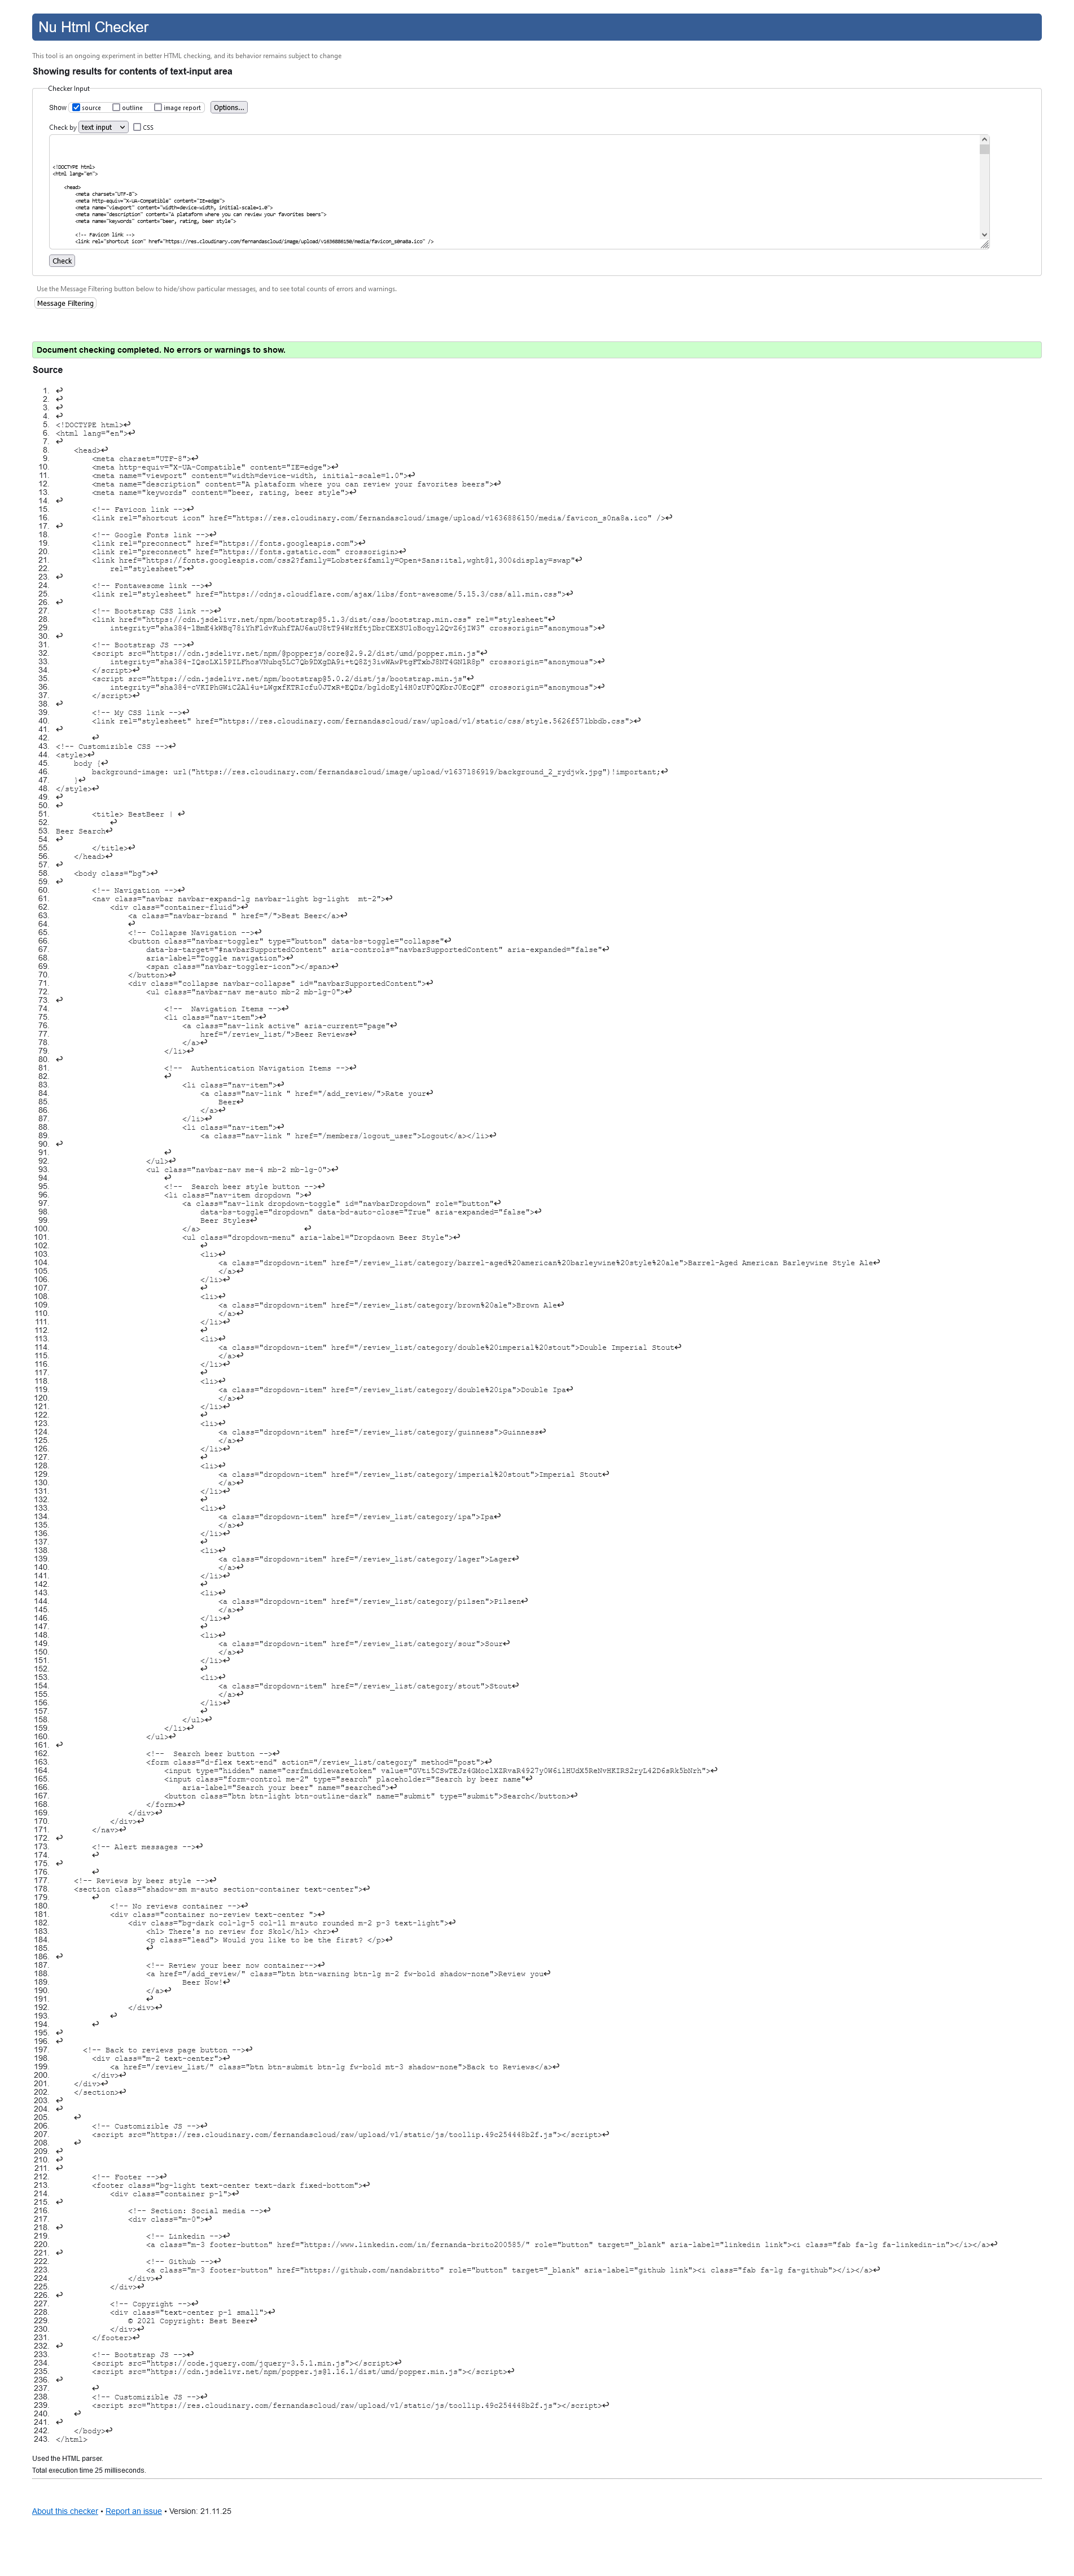 Nu Html Checker
This tool is an ongoing experiment in better HTML checking, and its behavior remains subject to change
Showing results for contents of text-input area
Checker Input
Show source outline image report Options...
Check by text input CSS
<!DOCTYPE html>
<html lang="en">
<head>
<meta charset="UTF-8">
<meta http-equiv="X-UA-Compatible" content="IE=edge">
<meta name="viewport" content="width=device-width, initial-scale=1.0">
<meta name="description" content="A plataform where you can review your favorites beers">
<meta name="keywords" content="beer, rating, beer style">
<!-- Favicon link -->
<link rel="shortcut icon" href="https://res.cloudinary.com/fernandascloud/image/upload/v1636886150/media/favicon_s0na8a.ico" />
Check
Use the Message Filtering button below to hide/show particular messages, and to see total counts of errors and warnings.
Message Filtering
Document checking completed. No errors or warnings to show.
Source
1. ↩
2. ↩
3. ↩
4. ↩
5. <!DOCTYPE html>↩
6. <html lang="en">↩
7. ↩
8. <head>↩
9. <meta charset="UTF-8">↩
10. <meta http-equiv="X-UA-Compatible" content="IE=edge">↩
11. <meta name="viewport" content="width=device-width, initial-scale=1.0">↩
12. <meta name="description" content="A plataform where you can review your favorites beers">↩
13. <meta name="keywords" content="beer, rating, beer style">↩
14. ↩
15. <!-- Favicon link -->↩
16. <link rel="shortcut icon" href="https://res.cloudinary.com/fernandascloud/image/upload/v1636886150/media/favicon_s0na8a.ico" />↩
17. ↩
18. <!-- Google Fonts link -->↩
19. <link rel="preconnect" href="https://fonts.googleapis.com">↩
20. <link rel="preconnect" href="https://fonts.gstatic.com" crossorigin>↩
21. <link href="https://fonts.googleapis.com/css2?family=Lobster&family=Open+Sans:ital,wght@1,300&display=swap"↩
22. rel="stylesheet">↩
23. ↩
24. <!-- Fontawesome link -->↩
25. <link rel="stylesheet" href="https://cdnjs.cloudflare.com/ajax/libs/font-awesome/5.15.3/css/all.min.css">↩
26. ↩
27. <!-- Bootstrap CSS link -->↩
28. <link href="https://cdn.jsdelivr.net/npm/bootstrap@5.1.3/dist/css/bootstrap.min.css" rel="stylesheet"↩
29. integrity="sha384-1BmE4kWBq78iYhFldvKuhfTAU6auU8tT94WrHftjDbrCEXSU1oBoqyl2QvZ6jIW3" crossorigin="anonymous">↩
30. ↩
31. <!-- Bootstrap JS -->↩
32. <script src="https://cdn.jsdelivr.net/npm/@popperjs/core@2.9.2/dist/umd/popper.min.js"↩
33. integrity="sha384-IQsoLXl5PILFhosVNubq5LC7Qb9DXgDA9i+tQ8Zj3iwWAwPtgFTxbJ8NT4GN1R8p" crossorigin="anonymous">↩
34. </script>↩
35. <script src="https://cdn.jsdelivr.net/npm/bootstrap@5.0.2/dist/js/bootstrap.min.js"↩
36. integrity="sha384-cVKIPhGWiC2Al4u+LWgxfKTRIcfu0JTxR+EQDz/bgldoEyl4H0zUF0QKbrJ0EcQF" crossorigin="anonymous">↩
37. </script>↩
38. ↩
39. <!-- My CSS link -->↩
40. <link rel="stylesheet" href="https://res.cloudinary.com/fernandascloud/raw/upload/v1/static/css/style.5626f571bbdb.css">↩
41. ↩
42. ↩
43. <!-- Customizible CSS -->↩
44. <style>↩
45. body {↩
46. background-image: url("https://res.cloudinary.com/fernandascloud/image/upload/v1637186919/background_2_rydjwk.jpg")!important;↩
47. }↩
48. </style>↩
49. ↩
50. ↩
51. <title> BestBeer | ↩
52. ↩
53. Beer Search↩
54. ↩
55. </title>↩
56. </head>↩
57. ↩
58. <body class="bg">↩
59. ↩
60. <!-- Navigation -->↩
61. <nav class="navbar navbar-expand-lg navbar-light bg-light  mt-2">↩
62. <div class="container-fluid">↩
63. <a class="navbar-brand " href="/">Best Beer</a>↩
64. ↩
65. <!-- Collapse Navigation -->↩
66. <button class="navbar-toggler" type="button" data-bs-toggle="collapse"↩
67. data-bs-target="#navbarSupportedContent" aria-controls="navbarSupportedContent" aria-expanded="false"↩
68. aria-label="Toggle navigation">↩
69. <span class="navbar-toggler-icon"></span>↩
70. </button>↩
71. <div class="collapse navbar-collapse" id="navbarSupportedContent">↩
72. <ul class="navbar-nav me-auto mb-2 mb-lg-0">↩
73. ↩
74. <!--  Navigation Items -->↩
75. <li class="nav-item">↩
76. <a class="nav-link active" aria-current="page"↩
77. href="/review_list/">Beer Reviews↩
78. </a>↩
79. </li>↩
80. ↩
81. <!--  Authentication Navigation Items -->↩
82. ↩
83. <li class="nav-item">↩
84. <a class="nav-link " href="/add_review/">Rate your↩
85. Beer↩
86. </a>↩
87. </li>↩
88. <li class="nav-item">↩
89. <a class="nav-link " href="/members/logout_user">Logout</a></li>↩
90. ↩
91. ↩
92. </ul>↩
93. <ul class="navbar-nav me-4 mb-2 mb-lg-0">↩
94. ↩
95. <!--  Search beer style button -->↩
96. <li class="nav-item dropdown ">↩
97. <a class="nav-link dropdown-toggle" id="navbarDropdown" role="button"↩
98. data-bs-toggle="dropdown" data-bd-auto-close="True" aria-expanded="false">↩
99. Beer Styles↩
100. </a> ↩
101. <ul class="dropdown-menu" aria-label="Dropdaown Beer Style">↩
102. ↩
103. <li>↩
104. <a class="dropdown-item" href="/review_list/category/barrel-aged%20american%20barleywine%20style%20ale">Barrel-Aged American Barleywine Style Ale↩
105. </a>↩
106. </li>↩
107. ↩
108. <li>↩
109. <a class="dropdown-item" href="/review_list/category/brown%20ale">Brown Ale↩
110. </a>↩
111. </li>↩
112. ↩
113. <li>↩
114. <a class="dropdown-item" href="/review_list/category/double%20imperial%20stout">Double Imperial Stout↩
115. </a>↩
116. </li>↩
117. ↩
118. <li>↩
119. <a class="dropdown-item" href="/review_list/category/double%20ipa">Double Ipa↩
120. </a>↩
121. </li>↩
122. ↩
123. <li>↩
124. <a class="dropdown-item" href="/review_list/category/guinness">Guinness↩
125. </a>↩
126. </li>↩
127. ↩
128. <li>↩
129. <a class="dropdown-item" href="/review_list/category/imperial%20stout">Imperial Stout↩
130. </a>↩
131. </li>↩
132. ↩
133. <li>↩
134. <a class="dropdown-item" href="/review_list/category/ipa">Ipa↩
135. </a>↩
136. </li>↩
137. ↩
138. <li>↩
139. <a class="dropdown-item" href="/review_list/category/lager">Lager↩
140. </a>↩
141. </li>↩
142. ↩
143. <li>↩
144. <a class="dropdown-item" href="/review_list/category/pilsen">Pilsen↩
145. </a>↩
146. </li>↩
147. ↩
148. <li>↩
149. <a class="dropdown-item" href="/review_list/category/sour">Sour↩
150. </a>↩
151. </li>↩
152. ↩
153. <li>↩
154. <a class="dropdown-item" href="/review_list/category/stout">Stout↩
155. </a>↩
156. </li>↩
157. ↩
158. </ul>↩
159. </li>↩
160. </ul>↩
161. ↩
162. <!--  Search beer button -->↩
163. <form class="d-flex text-end" action="/review_list/category" method="post">↩
164. <input type="hidden" name="csrfmiddlewaretoken" value=">↩
165. <input class="form-control me-2" type="search" placeholder="Search by beer name"↩
166. aria-label="Search your beer" name="searched">↩
167. <button class="btn btn-light btn-outline-dark" name="submit" type="submit">Search</button>↩
168. </form>↩
169. </div>↩
170. </div>↩
171. </nav>↩
172. ↩
173. <!-- Alert messages -->↩
174. ↩
175. ↩
176. ↩
177. <!-- Reviews by beer style -->↩
178. <section class="shadow-sm m-auto section-container text-center">↩
179. ↩
180. <!-- No reviews container -->↩
181. <div class="container no-review text-center ">↩
182. <div class="bg-dark col-lg-5 col-11 m-auto rounded m-2 p-3 text-light">↩
183. <h1> There's no review for Skol</h1> <hr>↩
184. <p class="lead"> Would you like to be the first? </p>↩
185. ↩
186. ↩
187. <!-- Review your beer now container-->↩
188. <a href="/add_review/" class="btn btn-warning btn-lg m-2 fw-bold shadow-none">Review you↩
189. Beer Now!↩
190. </a>↩
191. ↩
192. </div>↩
193. ↩
194. ↩
195. ↩
196. ↩
197. <!-- Back to reviews page button -->↩
198. <div class="m-2 text-center">↩
199. <a href="/review_list/" class="btn btn-submit btn-lg fw-bold mt-3 shadow-none">Back to Reviews</a>↩
200. </div>↩
201. </div>↩
202. </section>↩
203. ↩
204. ↩
205. ↩
206. <!-- Customizible JS -->↩
207. <script src="https://res.cloudinary.com/fernandascloud/raw/upload/v1/static/js/toollip.49c254448b2f.js"></script>↩
208. ↩
209. ↩
210. ↩
211. ↩
212. <!-- Footer -->↩
213. <footer class="bg-light text-center text-dark fixed-bottom">↩
214. <div class="container p-1">↩
215. ↩
216. <!-- Section: Social media -->↩
217. <div class="m-0">↩
218. ↩
219. <!-- Linkedin -->↩
220. <a class="m-3 footer-button" href="https://www.linkedin.com/in/fernanda-brito200585/" role="button" target="_blank" aria-label="linkedin link"><i class="fab fa-lg fa-linkedin-in"></i></a>↩
221. ↩
222. <!-- Github -->↩
223. <a class="m-3 footer-button" href="https://github.com/nandabritto" role="button" target="_blank" aria-label="github link"><i class="fab fa-lg fa-github"></i></a>↩
224. </div>↩
225. </div>↩
226. ↩
227. <!-- Copyright -->↩
228. <div class="text-center p-1 small">↩
229. © 2021 Copyright: Best Beer↩
230. </div>↩
231. </footer>↩
232. ↩
233. <!-- Bootstrap JS -->↩
234. <script src="https://code.jquery.com/jquery-3.5.1.min.js"></script>↩
235. <script src="https://cdn.jsdelivr.net/npm/popper.js@1.16.1/dist/umd/popper.min.js"></script>↩
236. ↩
237. ↩
238. <!-- Customizible JS -->↩
239. <script src="https://res.cloudinary.com/fernandascloud/raw/upload/v1/static/js/toollip.49c254448b2f.js"></script>↩
240. ↩
241. ↩
242. </body>↩
243. </html>
Used the HTML parser.
Total execution time 25 milliseconds.
About this checker • Report an issue • Version: 21.11.25